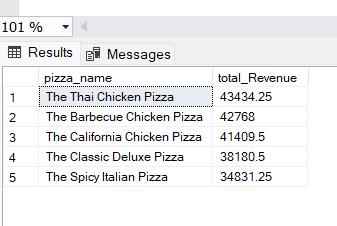 101 %
Results Messages
pizza_name total_Revenue
1 The Thai Chicken Pizza 43434.25
2 The Barbecue Chicken Pizza 42768
3 The California Chicken Pizza 41409.5
4 The Classic Deluxe Pizza 38180.5
5 The Spicy Italian Pizza 34831.25